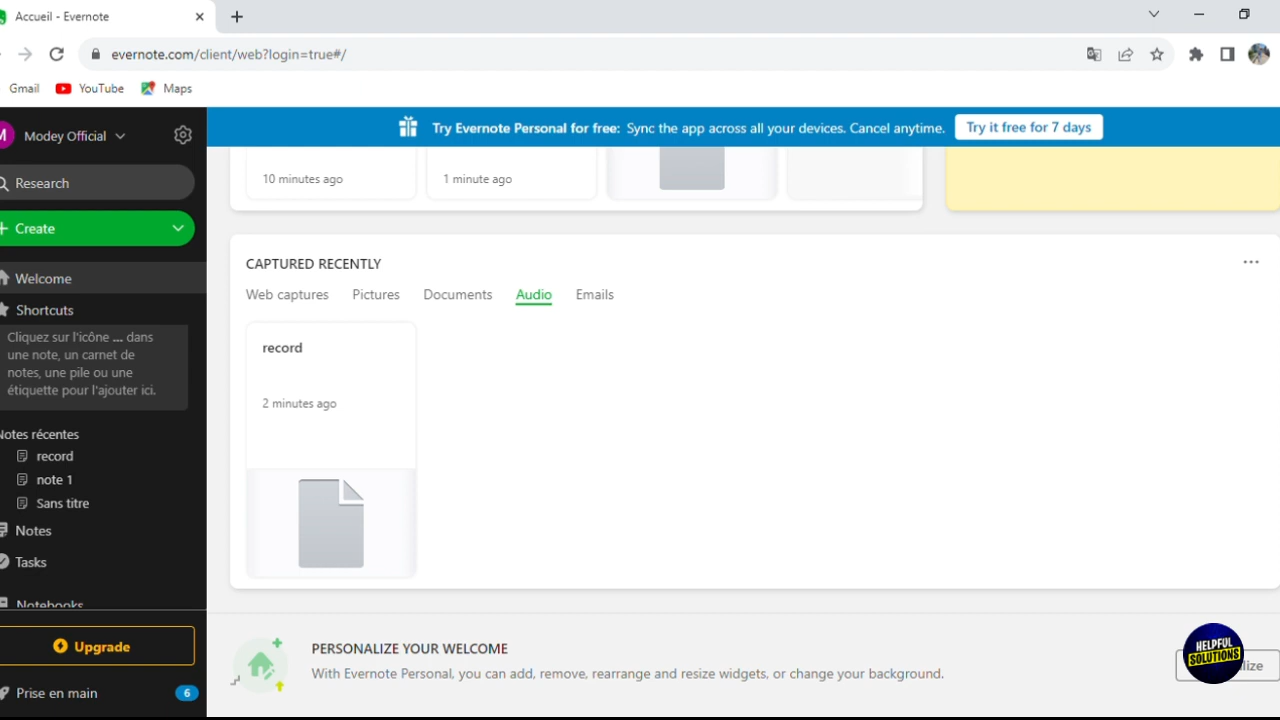 Accueil - Evernote
evernote.com/client/web?login=true#/
Gmail
YouTube
Maps
M
Modey Official
Research
+ Create
Welcome
Shortcuts
Cliquez sur l'icône ... dans
une note, un carnet de
notes, une pile ou une
étiquette pour l'ajouter ici.
Notes récentes
record
note 1
Sans titre
Notes
Tasks
Notebooks
Upgrade
Prise en main
6
Try Evernote Personal for free: Sync the app across all your devices. Cancel anytime.
Try it free for 7 days
10 minutes ago
1 minute ago
CAPTURED RECENTLY
Web captures
Pictures
Documents
Audio
Emails
record
2 minutes ago
PERSONALIZE YOUR WELCOME
With Evernote Personal, you can add, remove, rearrange and resize widgets, or change your background.
HELPFUL
SOLUTIONS